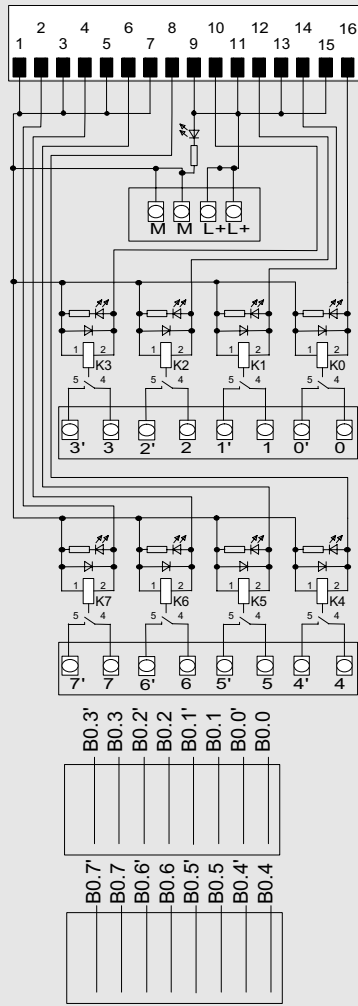 2 4 6 8 10 12 14 16
1 3 5 7 9 11 13 15
M M L+ L+
1 2 K3 1 2 K2 1 2 K1 1 2 K0
5 4 5 4 5 4 5 4
3' 3 2' 2 1' 1 0' 0
1 2 K7 1 2 K6 1 2 K5 1 2 K4
5 4 5 4 5 4 5 4
7' 7 6' 6 5' 5 4' 4
B0.3' B0.3 B0.2' B0.2 B0.1' B0.1 B0.0' B0.0
B0.7' B0.7 B0.6' B0.6 B0.5' B0.5 B0.4' B0.4